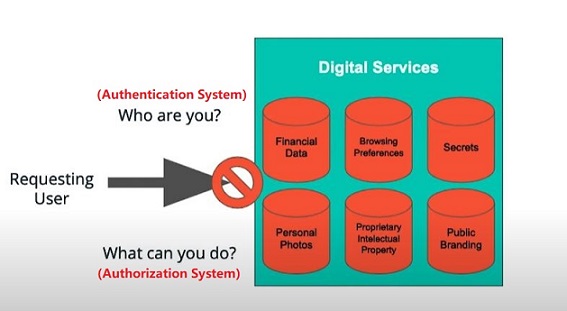 Digital Services
(Authentication System)
Who are you?
Financial
Data
Browsing
Preferences
Secrets
Requesting
User
Personal
Photos
Proprietary
Intelectual
Property
Public
Branding
What can you do?
(Authorization System)